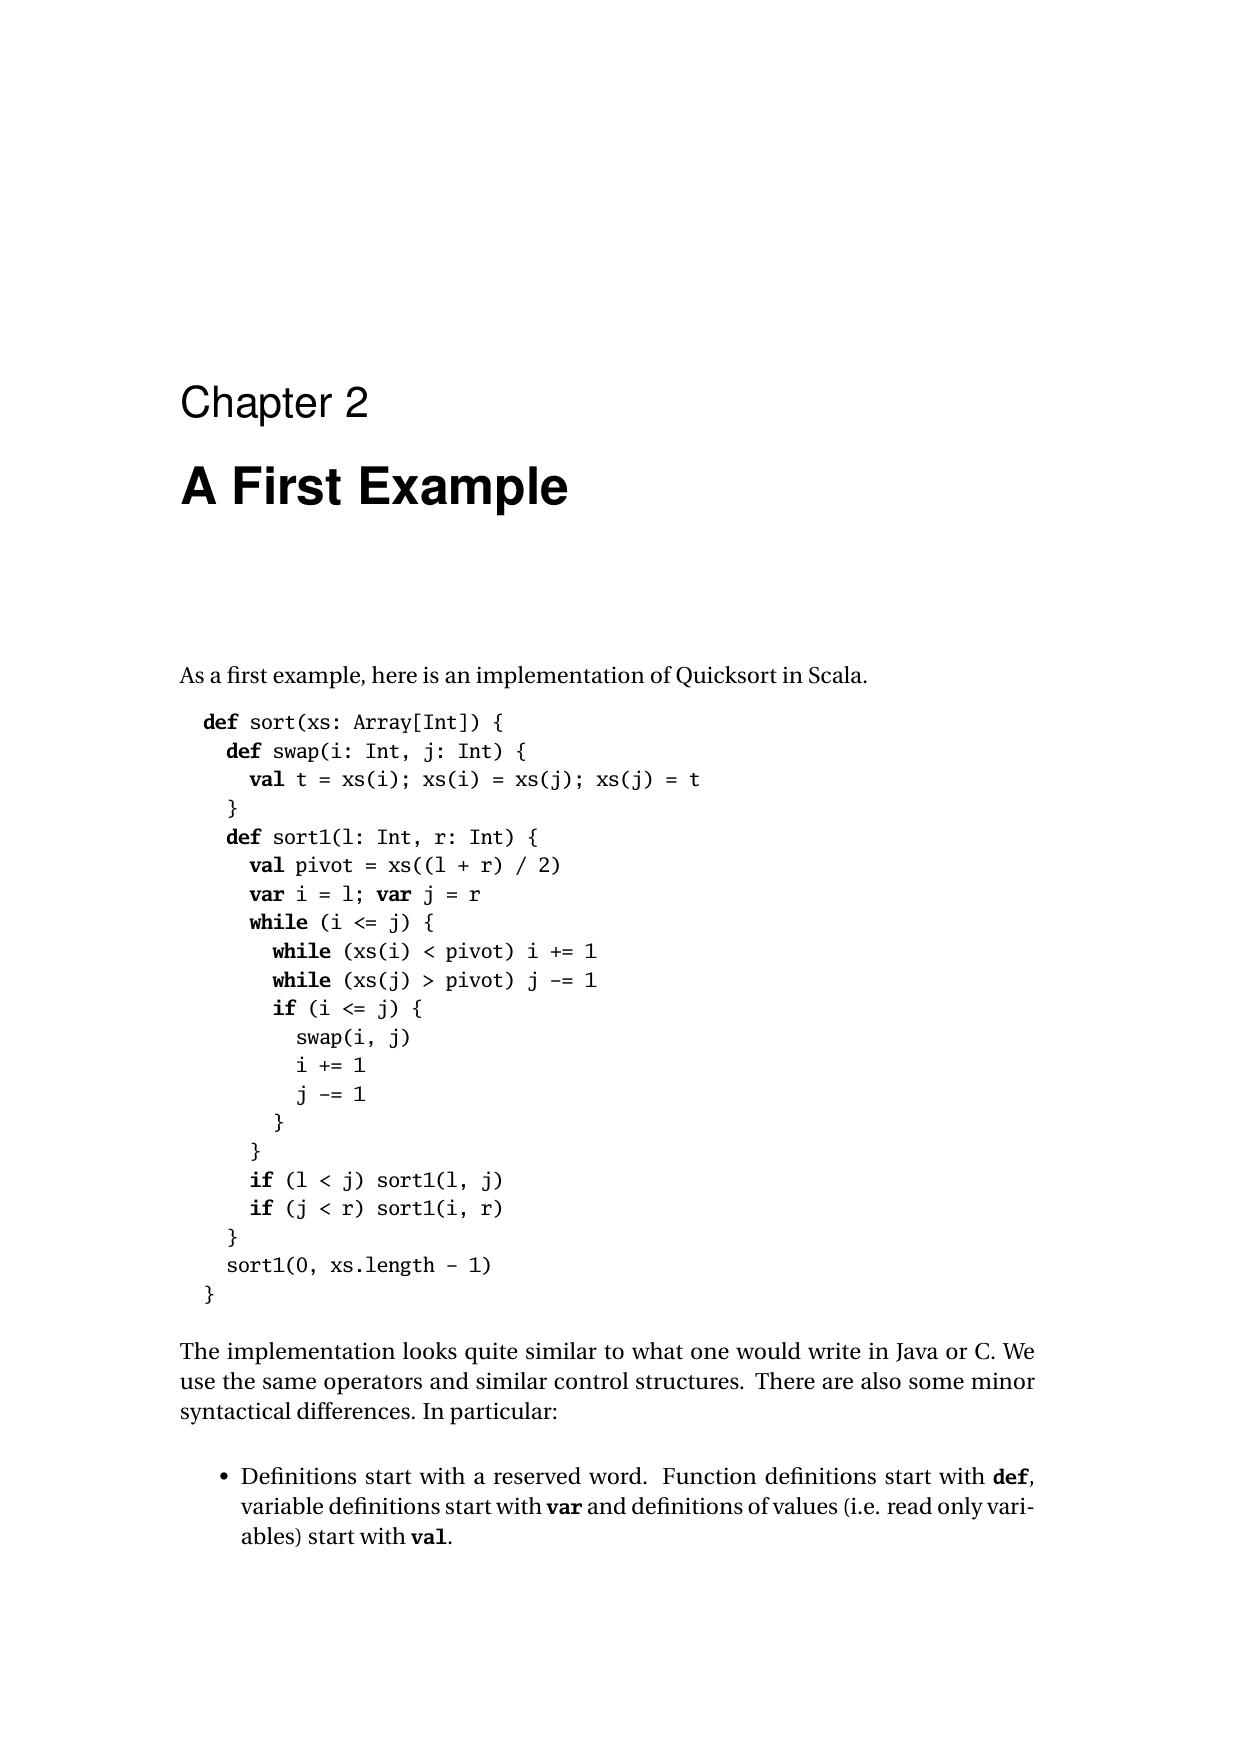 Chapter 2
A First Example
As a first example, here is an implementation of Quicksort in Scala.
def sort(xs: Array[Int]) {
  def swap(i: Int, j: Int) {
    val t = xs(i); xs(i) = xs(j); xs(j) = t
  }
  def sort1(l: Int, r: Int) {
    val pivot = xs((l + r) / 2)
    var i = l; var j = r
    while (i <= j) {
      while (xs(i) < pivot) i += 1
      while (xs(j) > pivot) j -= 1
      if (i <= j) {
        swap(i, j)
        i += 1
        j -= 1
      }
    }
    if (l < j) sort1(l, j)
    if (j < r) sort1(i, r)
  }
  sort1(0, xs.length - 1)
}
The implementation looks quite similar to what one would write in Java or C. We
use the same operators and similar control structures. There are also some minor
syntactical differences. In particular:
• Definitions start with a reserved word. Function definitions start with def,
variable definitions start with var and definitions of values (i.e. read only vari-
ables) start with val.